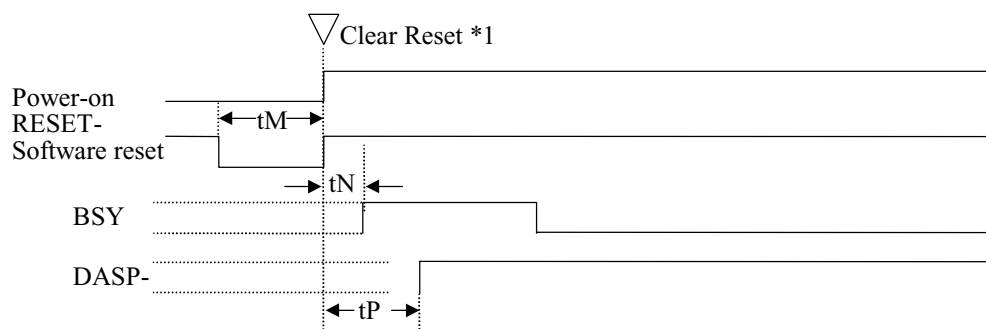 Clear Reset *1
Power-on
RESET-
tM
Software reset
tN
BSY
DASP-
tP